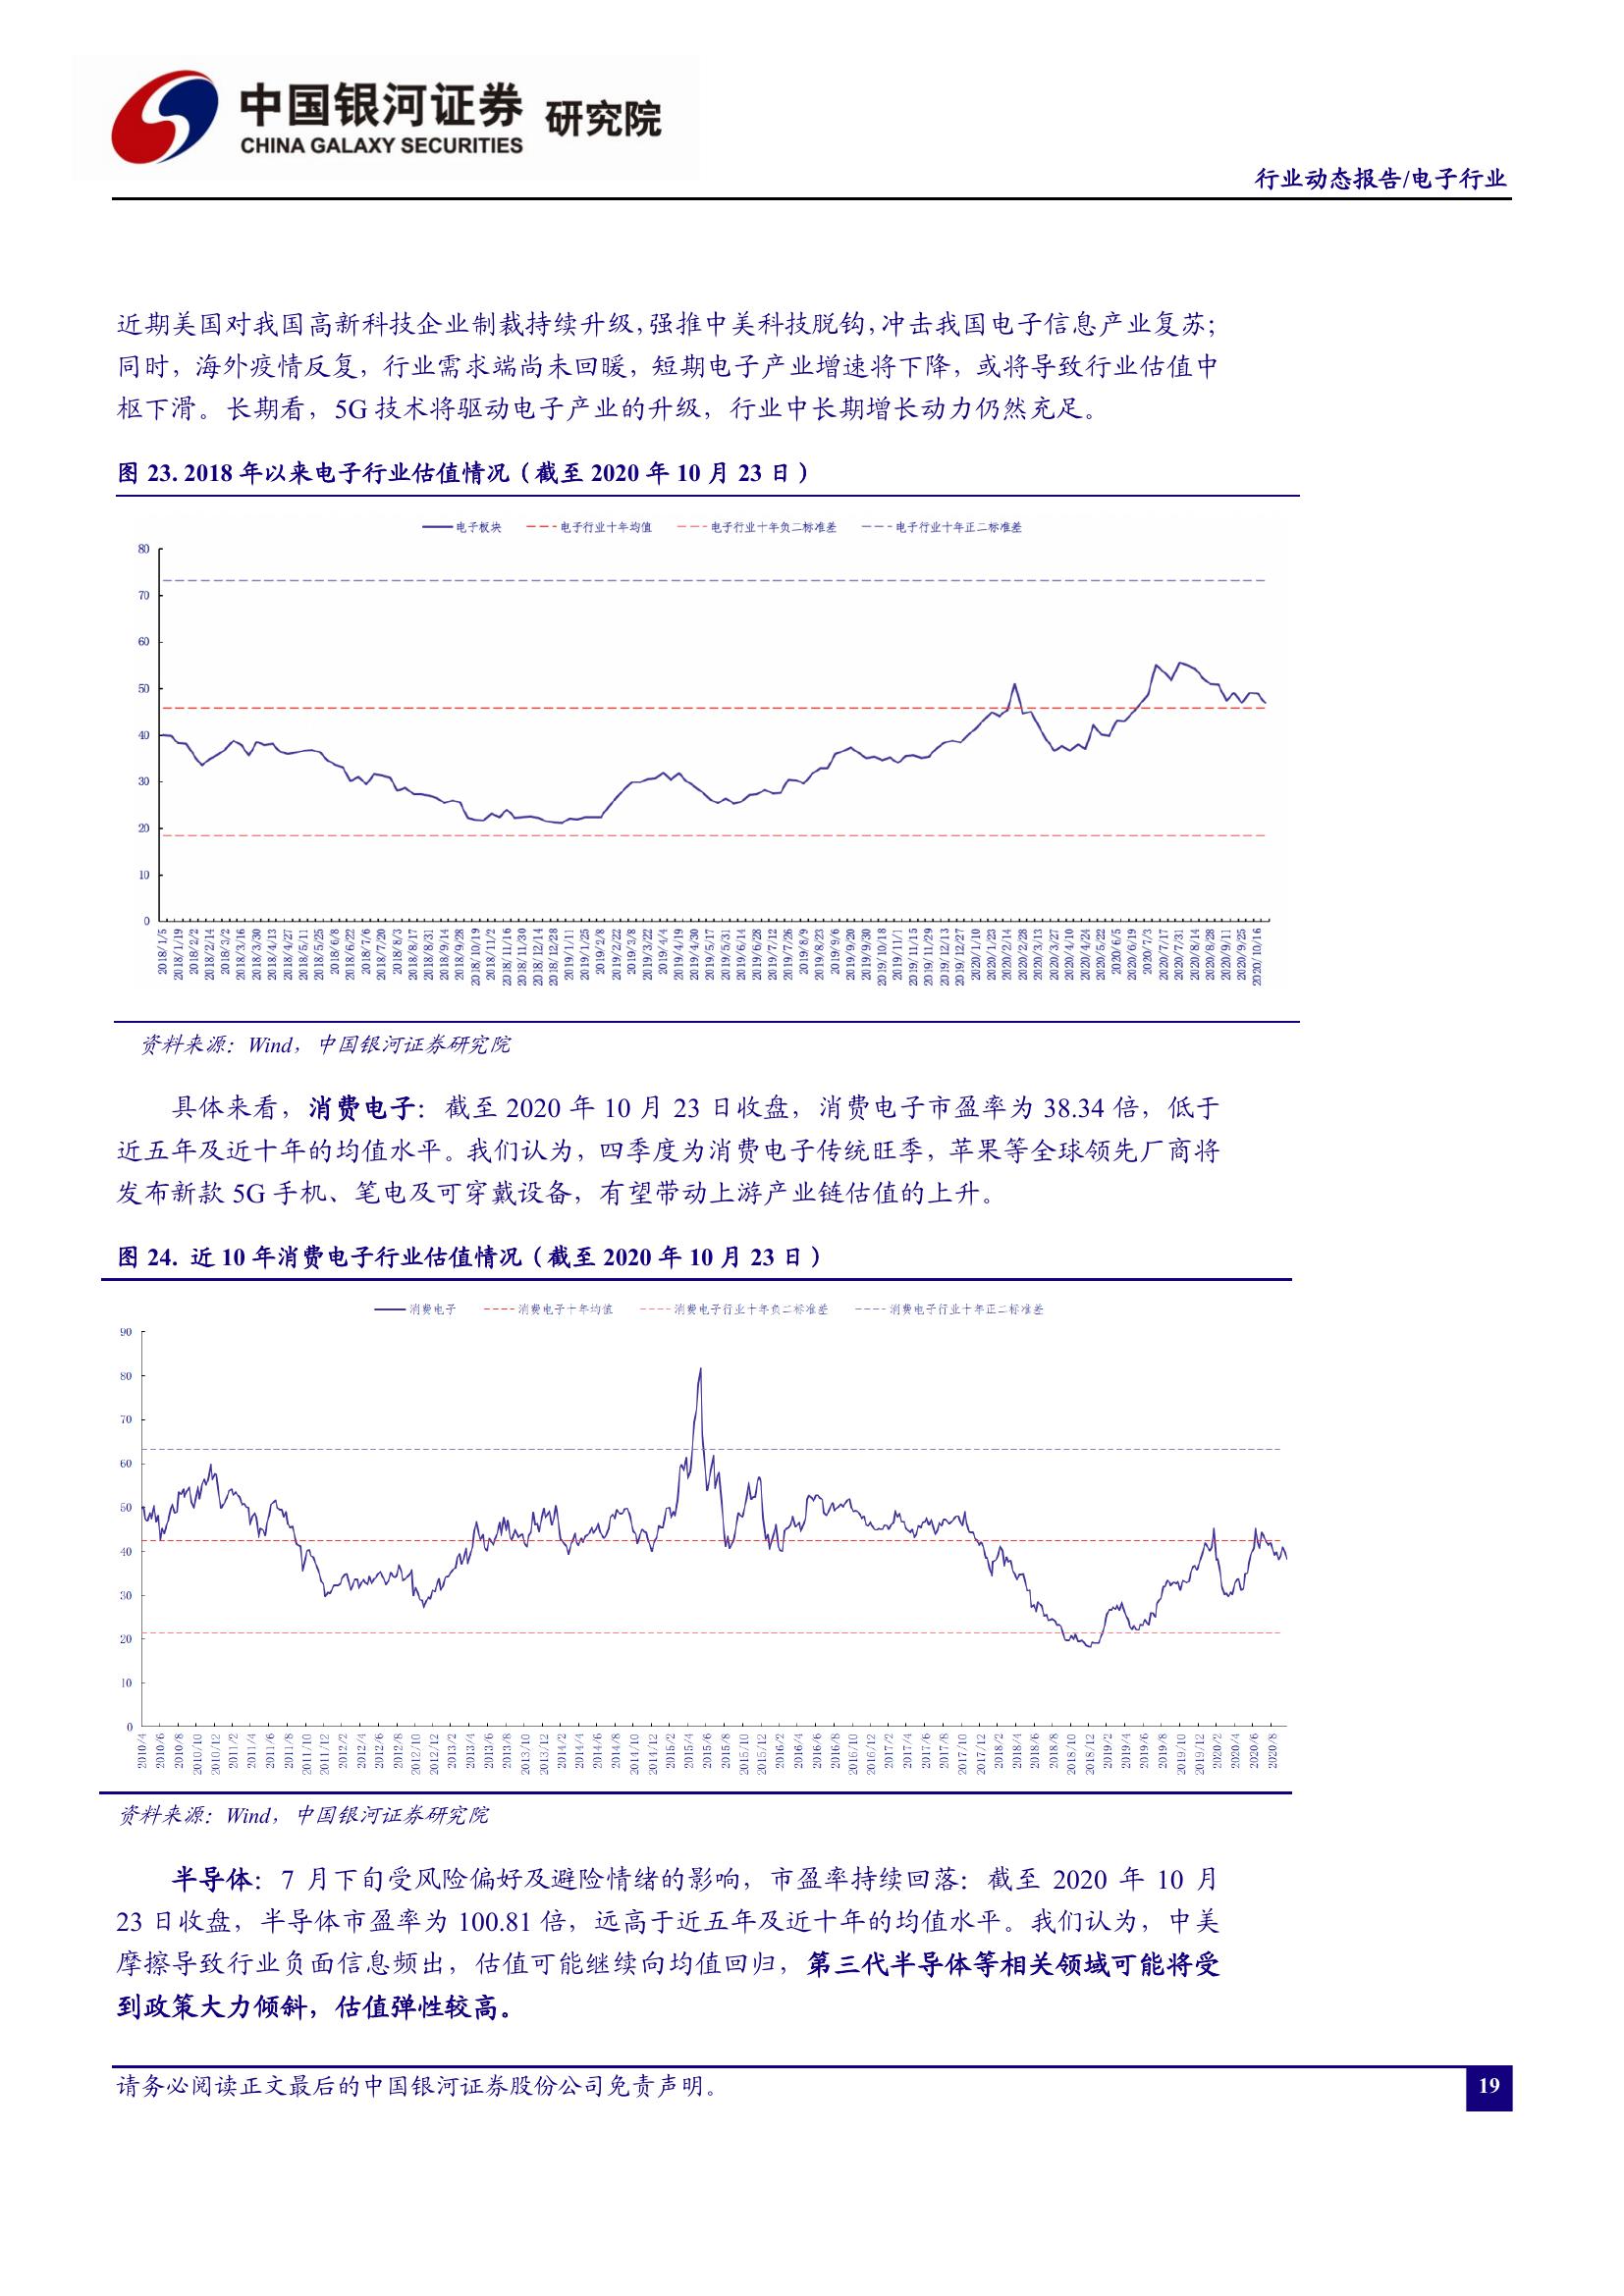 中国银河证券 研究院
CHINA GALAXY SECURITIES
行业动态报告/电子行业
近期美国对我国高新科技企业制裁持续升级，强推中美科技脱钩，冲击我国电子信息产业复苏；
同时，海外疫情反复，行业需求端尚未回暖，短期电子产业增速将下降，或将导致行业估值中
枢下滑。长期看，5G 技术将驱动电子产业的升级，行业中长期增长动力仍然充足。
图 23. 2018 年以来电子行业估值情况（截至 2020 年 10 月 23 日）
电子板块 电子行业十年均值 电子行业十年负二标准差 电子行业十年正二标准差
80
70
60
50
40
30
20
10
0
2018/1/5 2018/1/19 2018/2/2 2018/2/14 2018/3/2 2018/3/16 2018/3/30 2018/4/13 2018/4/27 2018/5/11 2018/5/25 2018/6/8 2018/6/22 2018/7/6 2018/7/20 2018/8/3 2018/8/17 2018/8/31 2018/9/14 2018/9/28 2018/10/19 2018/11/2 2018/11/16 2018/11/30 2018/12/14 2018/12/28 2019/1/11 2019/1/25 2019/2/8 2019/2/22 2019/3/8 2019/3/22 2019/4/4 2019/4/19 2019/4/30 2019/5/17 2019/5/31 2019/6/14 2019/6/28 2019/7/12 2019/7/26 2019/8/9 2019/8/23 2019/9/6 2019/9/20 2019/9/30 2019/10/18 2019/11/1 2019/11/15 2019/11/29 2019/12/13 2019/12/27 2020/1/10 2020/1/23 2020/2/14 2020/2/28 2020/3/13 2020/3/27 2020/4/10 2020/4/24 2020/5/22 2020/6/5 2020/6/19 2020/7/3 2020/7/17 2020/7/31 2020/8/14 2020/8/28 2020/9/11 2020/9/25 2020/10/16
资料来源：Wind，中国银河证券研究院
具体来看，消费电子：截至 2020 年 10 月 23 日收盘，消费电子市盈率为 38.34 倍，低于
近五年及近十年的均值水平。我们认为，四季度为消费电子传统旺季，苹果等全球领先厂商将
发布新款 5G 手机、笔电及可穿戴设备，有望带动上游产业链估值的上升。
图 24. 近 10 年消费电子行业估值情况（截至 2020 年 10 月 23 日）
消费电子 消费电子十年均值 消费电子行业十年负二标准差 消费电子行业十年正二标准差
90
80
70
60
50
40
30
20
10
0
2010/4 2010/6 2010/8 2010/10 2010/12 2011/2 2011/4 2011/6 2011/8 2011/10 2011/12 2012/2 2012/4 2012/6 2012/8 2012/10 2012/12 2013/2 2013/4 2013/6 2013/8 2013/10 2013/12 2014/2 2014/4 2014/6 2014/8 2014/10 2014/12 2015/2 2015/4 2015/6 2015/8 2015/10 2015/12 2016/2 2016/4 2016/6 2016/8 2016/10 2016/12 2017/2 2017/4 2017/6 2017/8 2017/10 2017/12 2018/2 2018/4 2018/6 2018/8 2018/10 2018/12 2019/2 2019/4 2019/6 2019/8 2019/10 2019/12 2020/2 2020/4 2020/6 2020/8
资料来源：Wind，中国银河证券研究院
半导体：7 月下旬受风险偏好及避险情绪的影响，市盈率持续回落：截至 2020 年 10 月
23 日收盘，半导体市盈率为 100.81 倍，远高于近五年及近十年的均值水平。我们认为，中美
摩擦导致行业负面信息频出，估值可能继续向均值回归，第三代半导体等相关领域可能将受
到政策大力倾斜，估值弹性较高。
请务必阅读正文最后的中国银河证券股份公司免责声明。
19